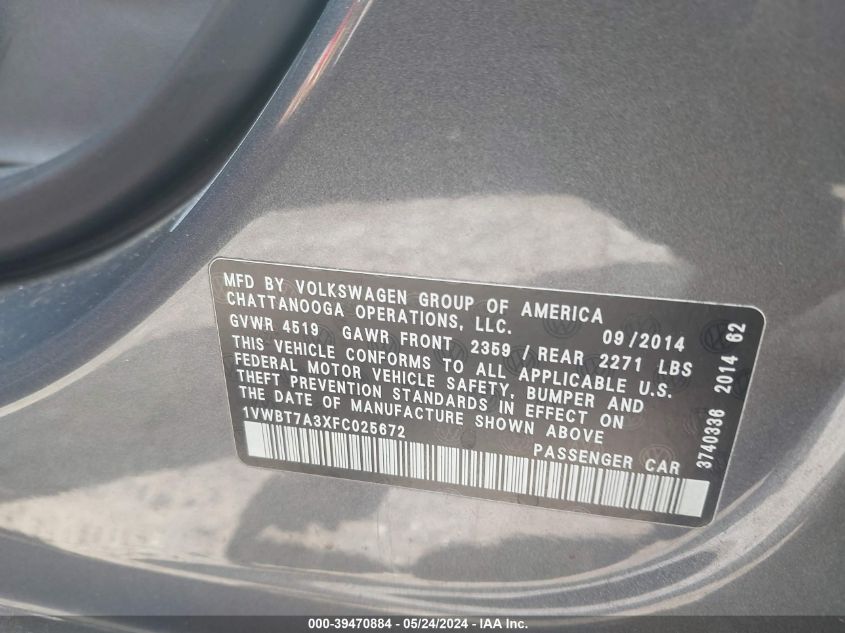 MFD BY VOLKSWAGEN GROUP OF AMERICA
CHATTANOOGA OPERATIONS, LLC. 09/2014
GVWR 4519 GAWR FRONT 2359 / REAR 2271 LBS
THIS VEHICLE CONFORMS TO ALL APPLICABLE U.S.
FEDERAL MOTOR VEHICLE SAFETY, BUMPER AND
THEFT PREVENTION STANDARDS IN EFFECT ON
THE DATE OF MANUFACTURE SHOWN ABOVE
1VWBT7A3XFC025672
PASSENGER CAR
3740336 2014 62
000-39470884 - 05/24/2024 - IAA Inc.